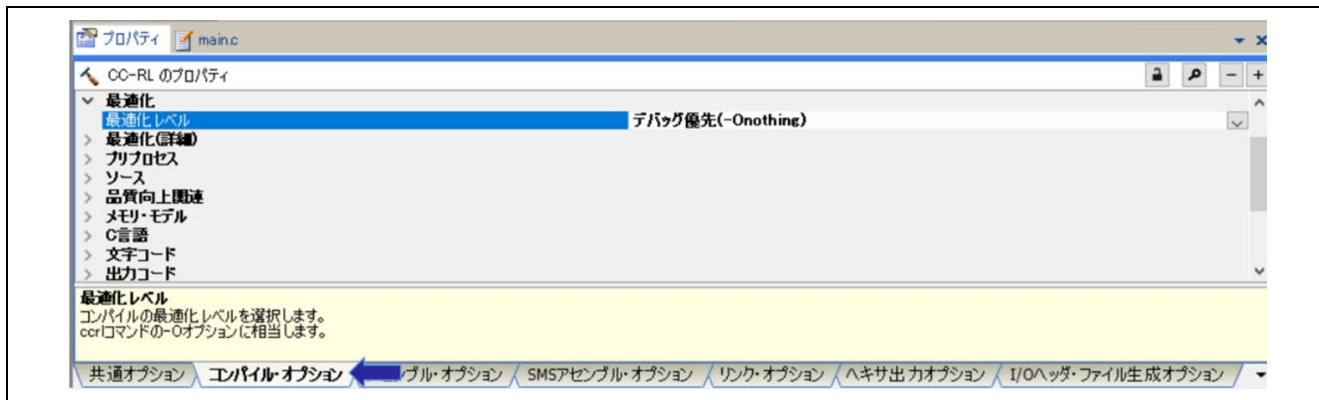 プロパティ main.c
CC-RL のプロパティ
最適化
最適化レベル デバッグ優先(-Onothing)
最適化(詳細)
プリプロセス
ソース
品質向上関連
メモリ・モデル
C言語
文字コード
出力コード
最適化レベル
コンパイルの最適化レベルを選択します。
ccrlコマンドの-Oオプションに相当します。
共通オプション コンパイル・オプション ンブル・オプション SMSアセンブル・オプション リンク・オプション ヘキサ出力オプション I/Oヘッダ・ファイル生成オプション